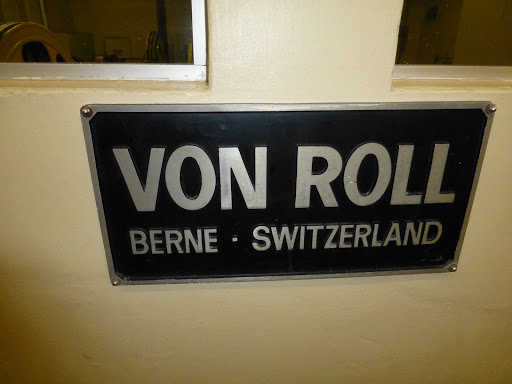 VON ROLL
BERNE · SWITZERLAND